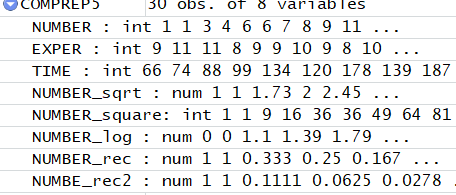 COMPREP5 30 obs. of 8 variables
NUMBER : int 1 1 3 4 6 6 7 8 9 11 ...
EXPER : int 9 11 11 8 9 9 10 9 8 10 ...
TIME : int 66 74 88 99 134 120 178 139 187
NUMBER_sqrt : num 1 1 1.73 2 2.45 ...
NUMBER_square: int 1 1 9 16 36 36 49 64 81
NUMBER_log : num 0 0 1.1 1.39 1.79 ...
NUMBER_rec : num 1 1 0.333 0.25 0.167 ...
NUMBE_rec2 : num 1 1 0.1111 0.0625 0.0278 .